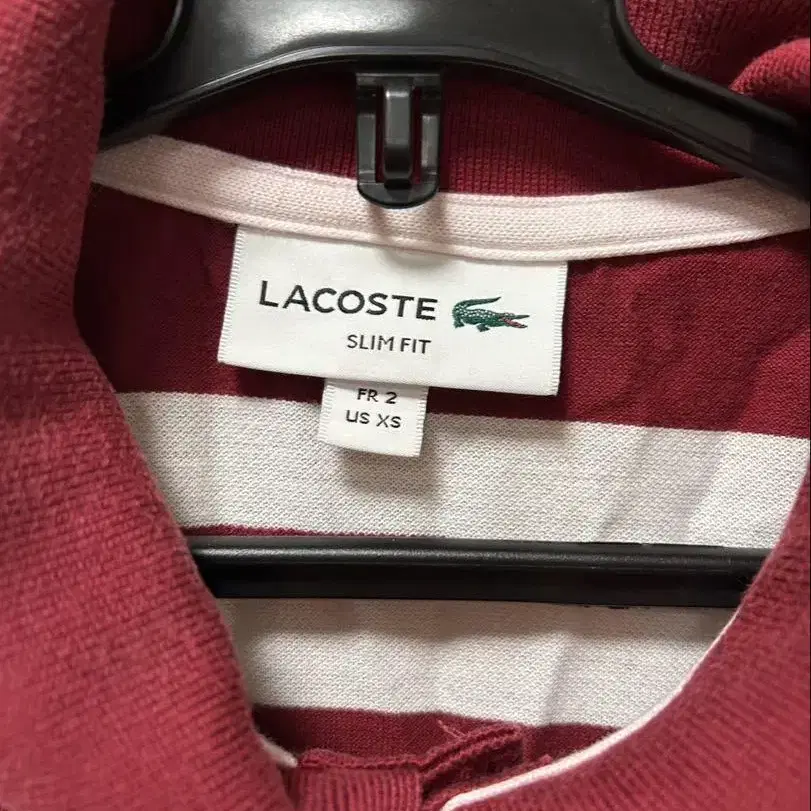 LACOSTE
SLIM FIT
FR 2
US XS